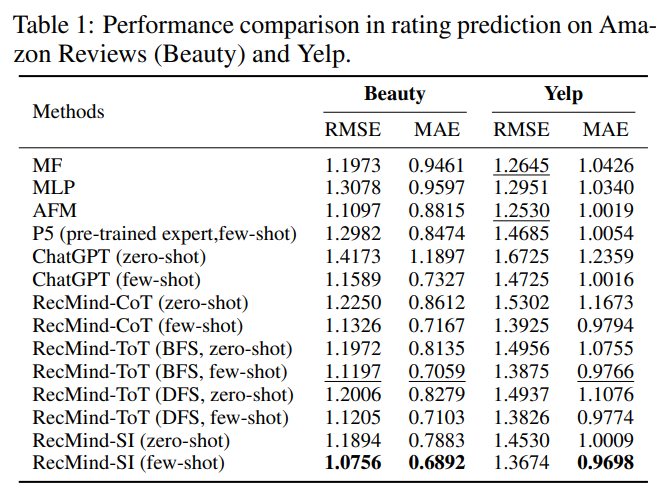 Table 1: Performance comparison in rating prediction on Ama-
zon Reviews (Beauty) and Yelp.
Methods Beauty Yelp
RMSE MAE RMSE MAE
MF 1.1973 0.9461 1.2645 1.0426
MLP 1.3078 0.9597 1.2951 1.0340
AFM 1.1097 0.8815 1.2530 1.0019
P5 (pre-trained expert,few-shot) 1.2982 0.8474 1.4685 1.0054
ChatGPT (zero-shot) 1.4173 1.1897 1.6725 1.2359
ChatGPT (few-shot) 1.1589 0.7327 1.4725 1.0016
RecMind-CoT (zero-shot) 1.2250 0.8612 1.5302 1.1673
RecMind-CoT (few-shot) 1.1326 0.7167 1.3925 0.9794
RecMind-ToT (BFS, zero-shot) 1.1972 0.8135 1.4956 1.0755
RecMind-ToT (BFS, few-shot) 1.1197 0.7059 1.3875 0.9766
RecMind-ToT (DFS, zero-shot) 1.2006 0.8279 1.4937 1.1076
RecMind-ToT (DFS, few-shot) 1.1205 0.7103 1.3826 0.9774
RecMind-SI (zero-shot) 1.1894 0.7883 1.4530 1.0009
RecMind-SI (few-shot) 1.0756 0.6892 1.3674 0.9698